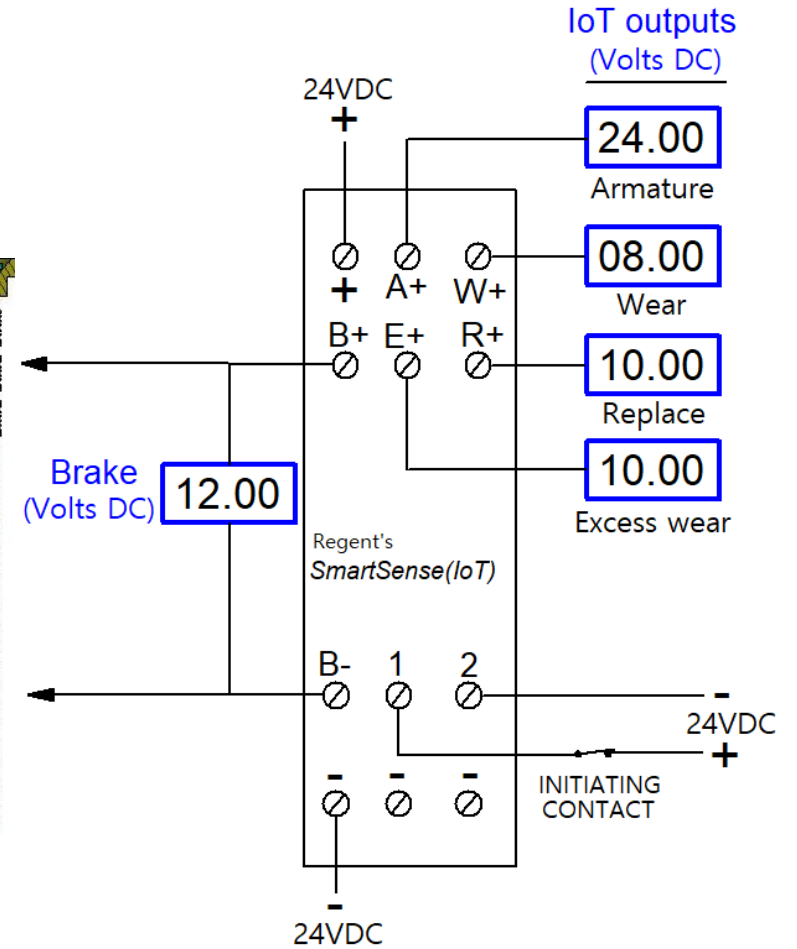 IoT outputs
(Volts DC)
24VDC
+
24.00
Armature
+ A+ W+
08.00
Wear
B+ E+ R+
10.00
Replace
10.00
Excess wear
Brake
(Volts DC)
12.00
Regent's
SmartSense(IoT)
B- 1 2
-
24VDC
+
INITIATING
CONTACT
- - -
-
24VDC